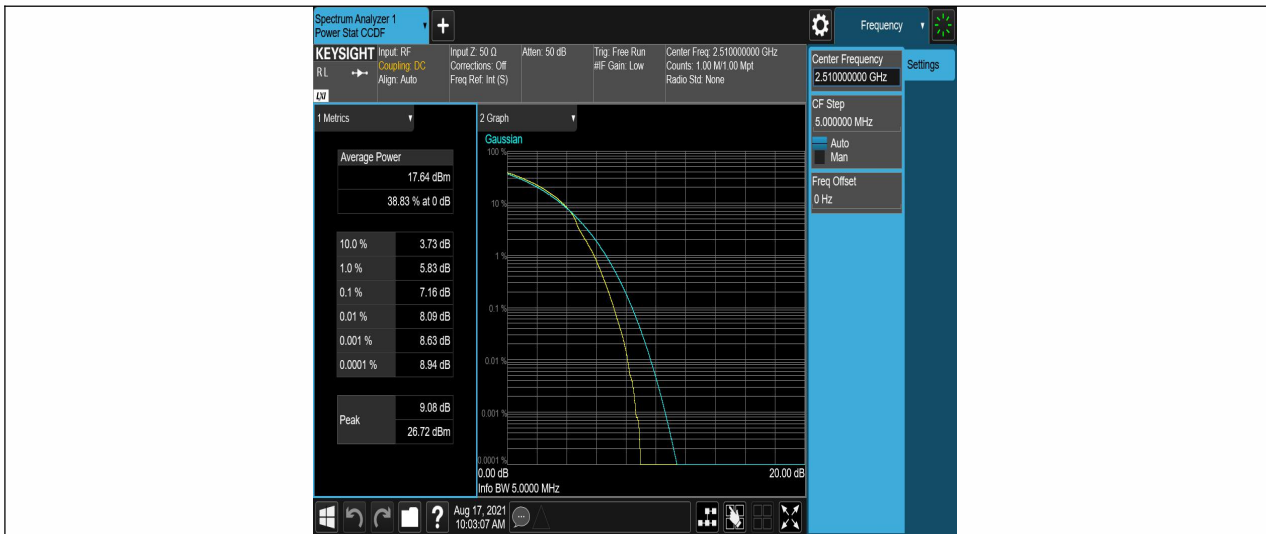 Spectrum Analyzer 1
Power Stat CCDF
Frequency
KEYSIGHT
R L
LXI
Input: RF
Coupling: DC
Align: Auto
Input Z: 50 Ω
Corrections: Off
Freq Ref: Int (S)
Atten: 50 dB
Trig: Free Run
#IF Gain: Low
Center Freq: 2.510000000 GHz
Counts: 1.00 M/1.00 Mpt
Radio Std: None
Center Frequency
2.510000000 GHz
Settings
CF Step
5.000000 MHz
Auto
Man
Freq Offset
0 Hz
1 Metrics
Average Power
17.64 dBm
38.83 % at 0 dB
10.0 % 3.73 dB
1.0 % 5.83 dB
0.1 % 7.16 dB
0.01 % 8.09 dB
0.001 % 8.63 dB
0.0001 % 8.94 dB
Peak
9.08 dB
26.72 dBm
2 Graph
Gaussian
100 %
10 %
1 %
0.1 %
0.01 %
0.001 %
0.0001 %
0.00 dB 20.00 dB
Info BW 5.0000 MHz
?
Aug 17, 2021
10:03:07 AM